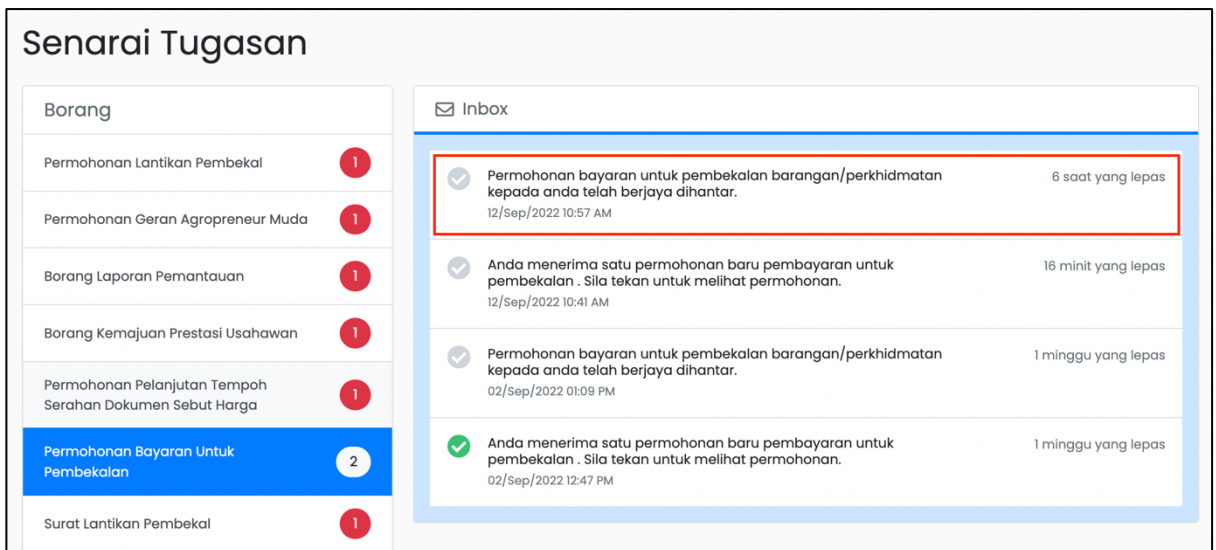 Senarai Tugasan
Borang
Permohonan Lantikan Pembekal
1
Permohonan Geran Agropreneur Muda
1
Borang Laporan Pemantauan
1
Borang Kemajuan Prestasi Usahawan
1
Permohonan Pelanjutan Tempoh
Serahan Dokumen Sebut Harga
1
Permohonan Bayaran Untuk
Pembekalan
2
Surat Lantikan Pembekal
1
Inbox
Permohonan bayaran untuk pembekalan barangan/perkhidmatan
kepada anda telah berjaya dihantar.
12/Sep/2022 10:57 AM
6 saat yang lepas
Anda menerima satu permohonan baru pembayaran untuk
pembekalan . Sila tekan untuk melihat permohonan.
12/Sep/2022 10:41 AM
16 minit yang lepas
Permohonan bayaran untuk pembekalan barangan/perkhidmatan
kepada anda telah berjaya dihantar.
02/Sep/2022 01:09 PM
1 minggu yang lepas
Anda menerima satu permohonan baru pembayaran untuk
pembekalan . Sila tekan untuk melihat permohonan.
02/Sep/2022 12:47 PM
1 minggu yang lepas